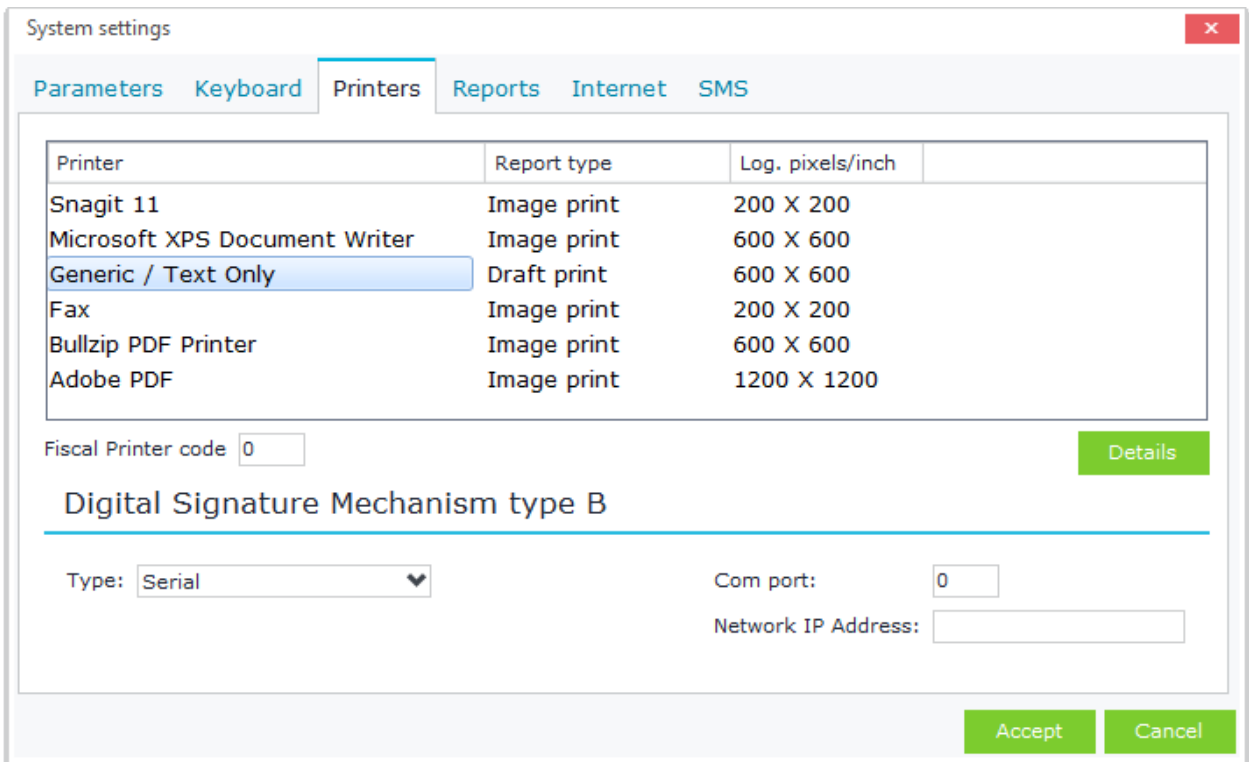 System settings
Parameters Keyboard Printers Reports Internet SMS
Printer Report type Log. pixels/inch
Snagit 11 Image print 200 X 200
Microsoft XPS Document Writer Image print 600 X 600
Generic / Text Only Draft print 600 X 600
Fax Image print 200 X 200
Bullzip PDF Printer Image print 600 X 600
Adobe PDF Image print 1200 X 1200
Fiscal Printer code 0 Details
Digital Signature Mechanism type B
Type: Serial Com port: 0
Network IP Address:
Accept Cancel